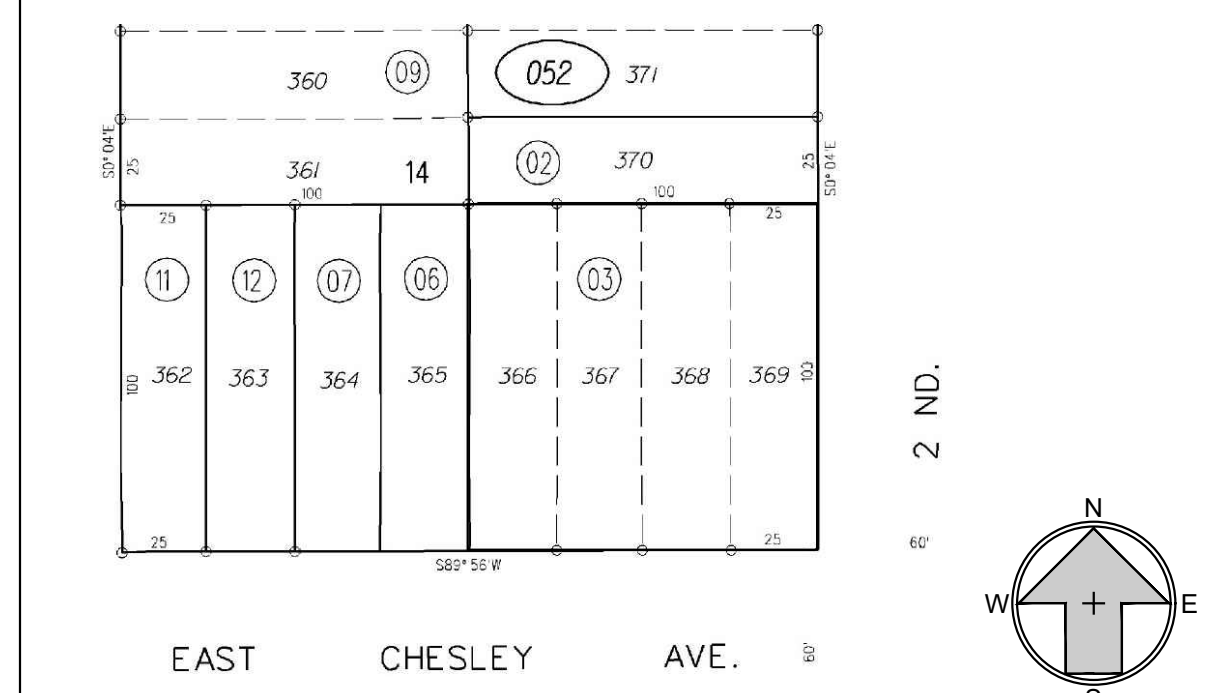 360 09 052 371
S0° 04'E 25 361 14 02 370 25 S0° 04'E
100 100
25 25
11 12 07 06 03
100 362 363 364 365 366 367 368 369 100
2 ND.
25 25 60'
S89° 56'W
EAST CHESLEY AVE. 60'
N
W E